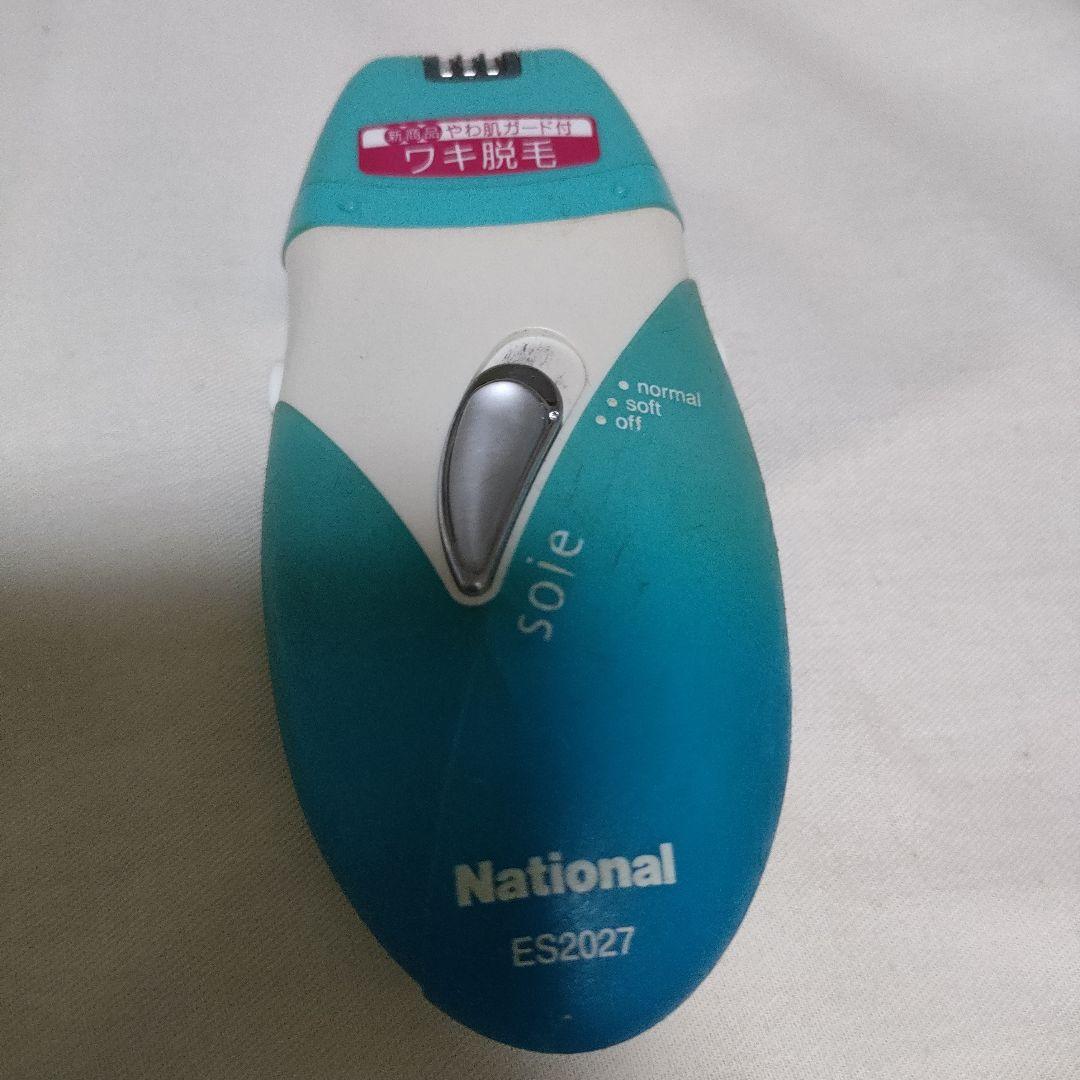 新商品 やわ肌ガード付
ワキ脱毛
normal
soft
off
soie
National
ES2027